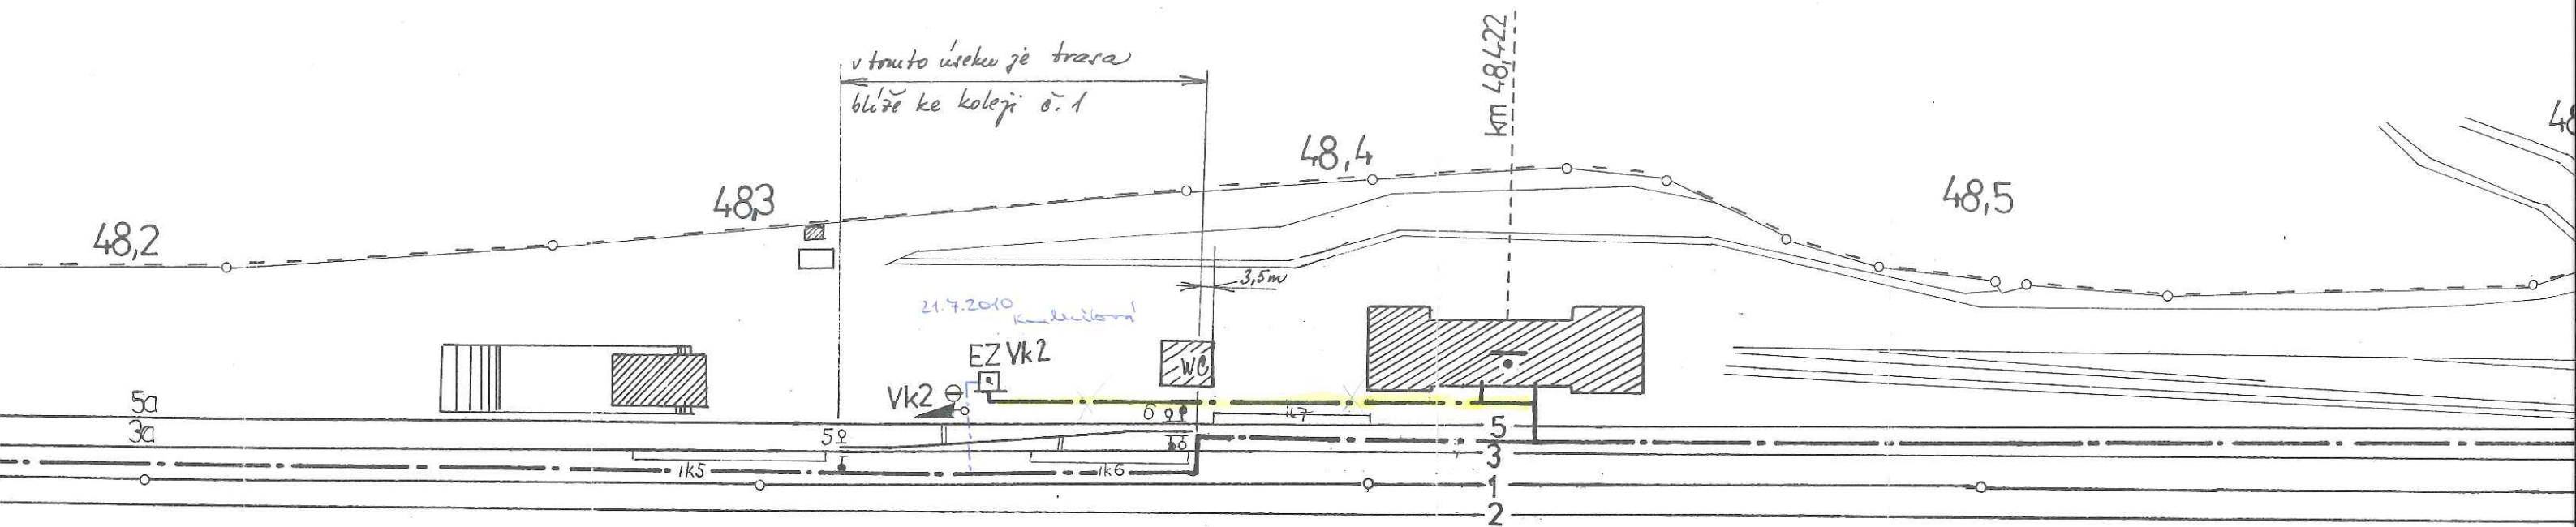 v tomto úseku je trasa
blíže ke koleji č. 1
km 48,422
48,2
48,3
48,4
48,5
48
3,5m
21.7.2010
EZ Vk2
Vk2
WC
5a
3a
5
6
ik7
ik5
ik6
5
3
1
2